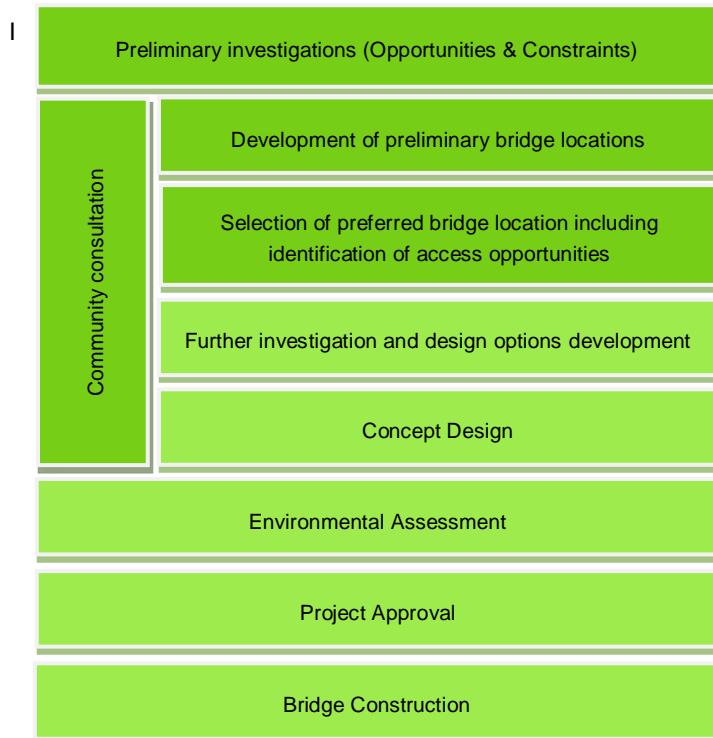 I
Preliminary investigations (Opportunities & Constraints)
Community consultation
Development of preliminary bridge locations
Selection of preferred bridge location including
identification of access opportunities
Further investigation and design options development
Concept Design
Environmental Assessment
Project Approval
Bridge Construction